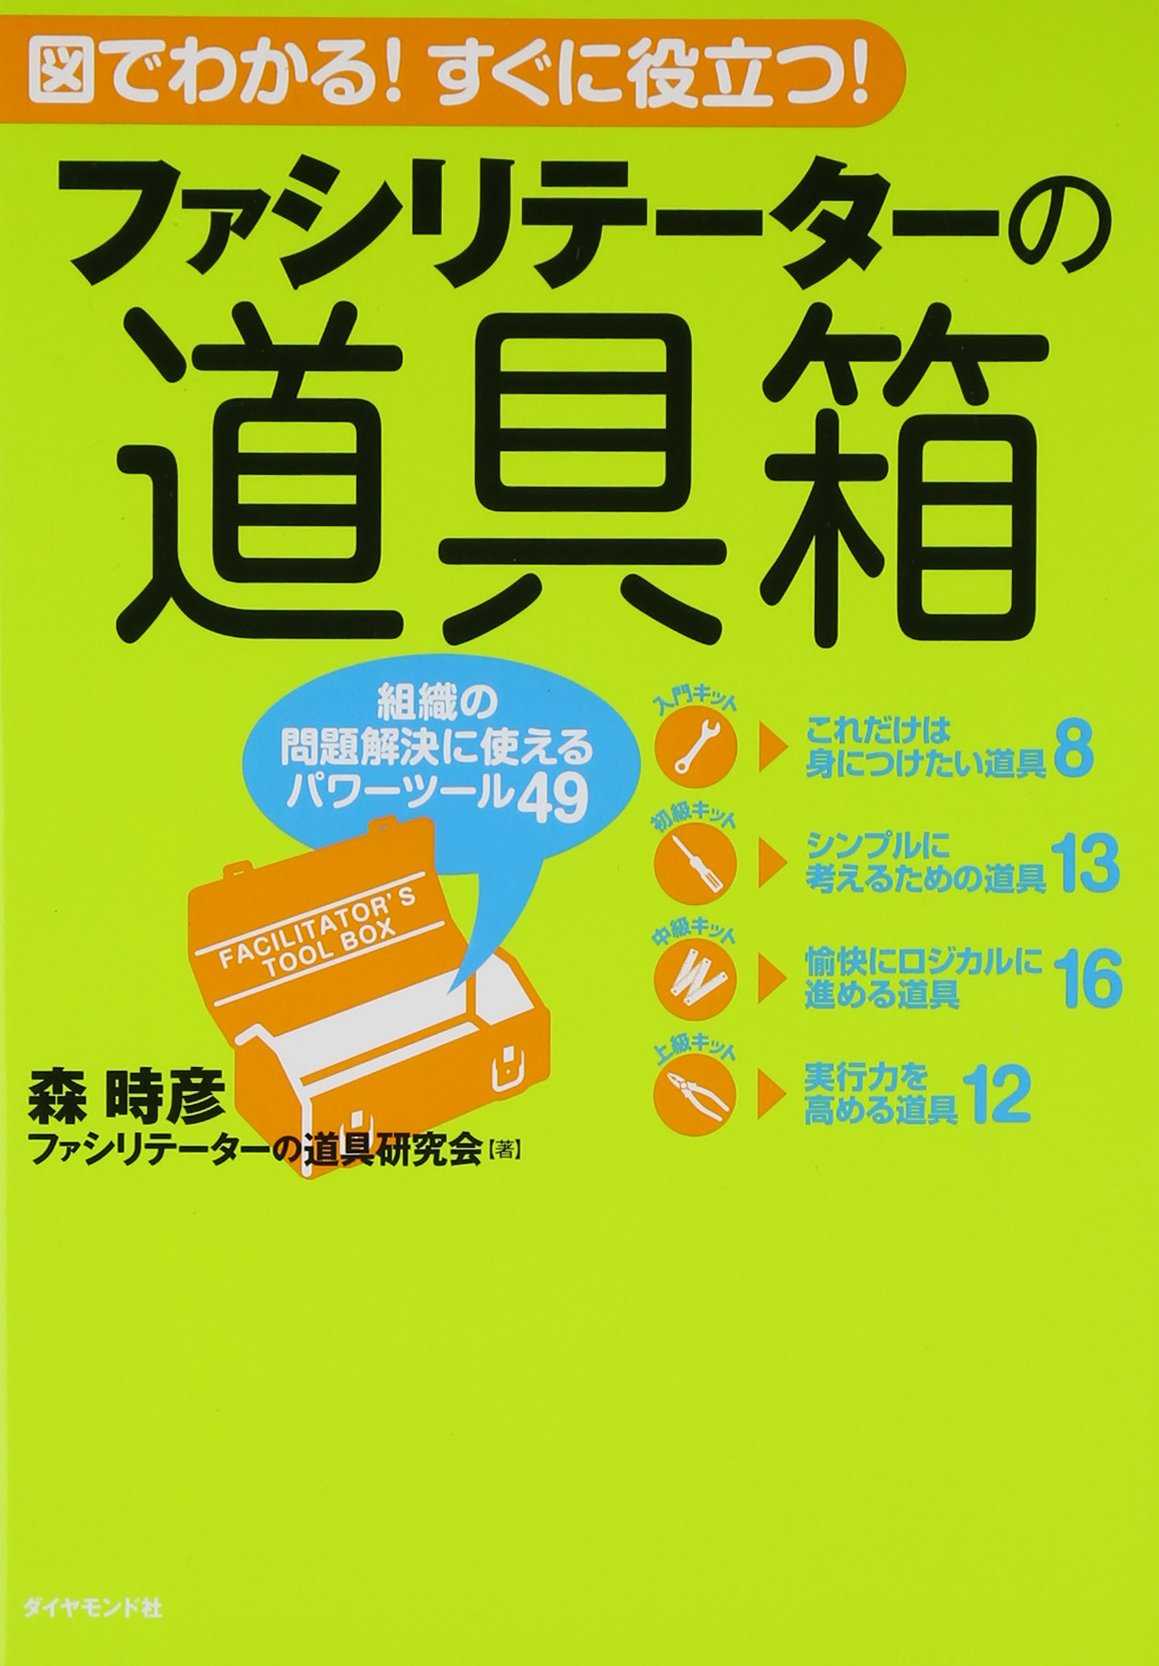 図でわかる!すぐに役立つ!
ファシリテーターの
道具箱
組織の
問題解決に使える
パワーツール49
FACILITATOR'S
TOOL BOX
入門キット
これだけは
身につけたい道具8
初級キット
シンプルに
考えるための道具13
中級キット
愉快にロジカルに
進める道具16
上級キット
実行力を
高める道具12
森 時彦
ファシリテーターの道具研究会【著】
ダイヤモンド社